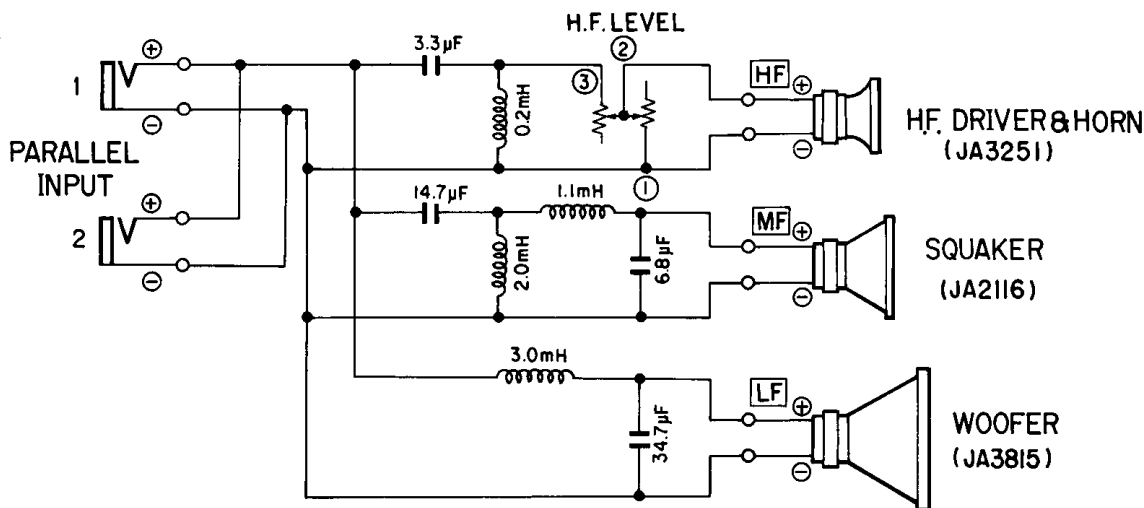 H.F. LEVEL
3.3µF
②
③
0.2mH
①
HF
⊕
⊖
H.F. DRIVER & HORN
(JA3251)
1
⊕
⊖
PARALLEL
INPUT
2
⊕
⊖
14.7µF
1.1mH
2.0mH
6.8µF
MF
⊕
⊖
SQUAKER
(JA2116)
3.0mH
34.7µF
LF
⊕
⊖
WOOFER
(JA3815)